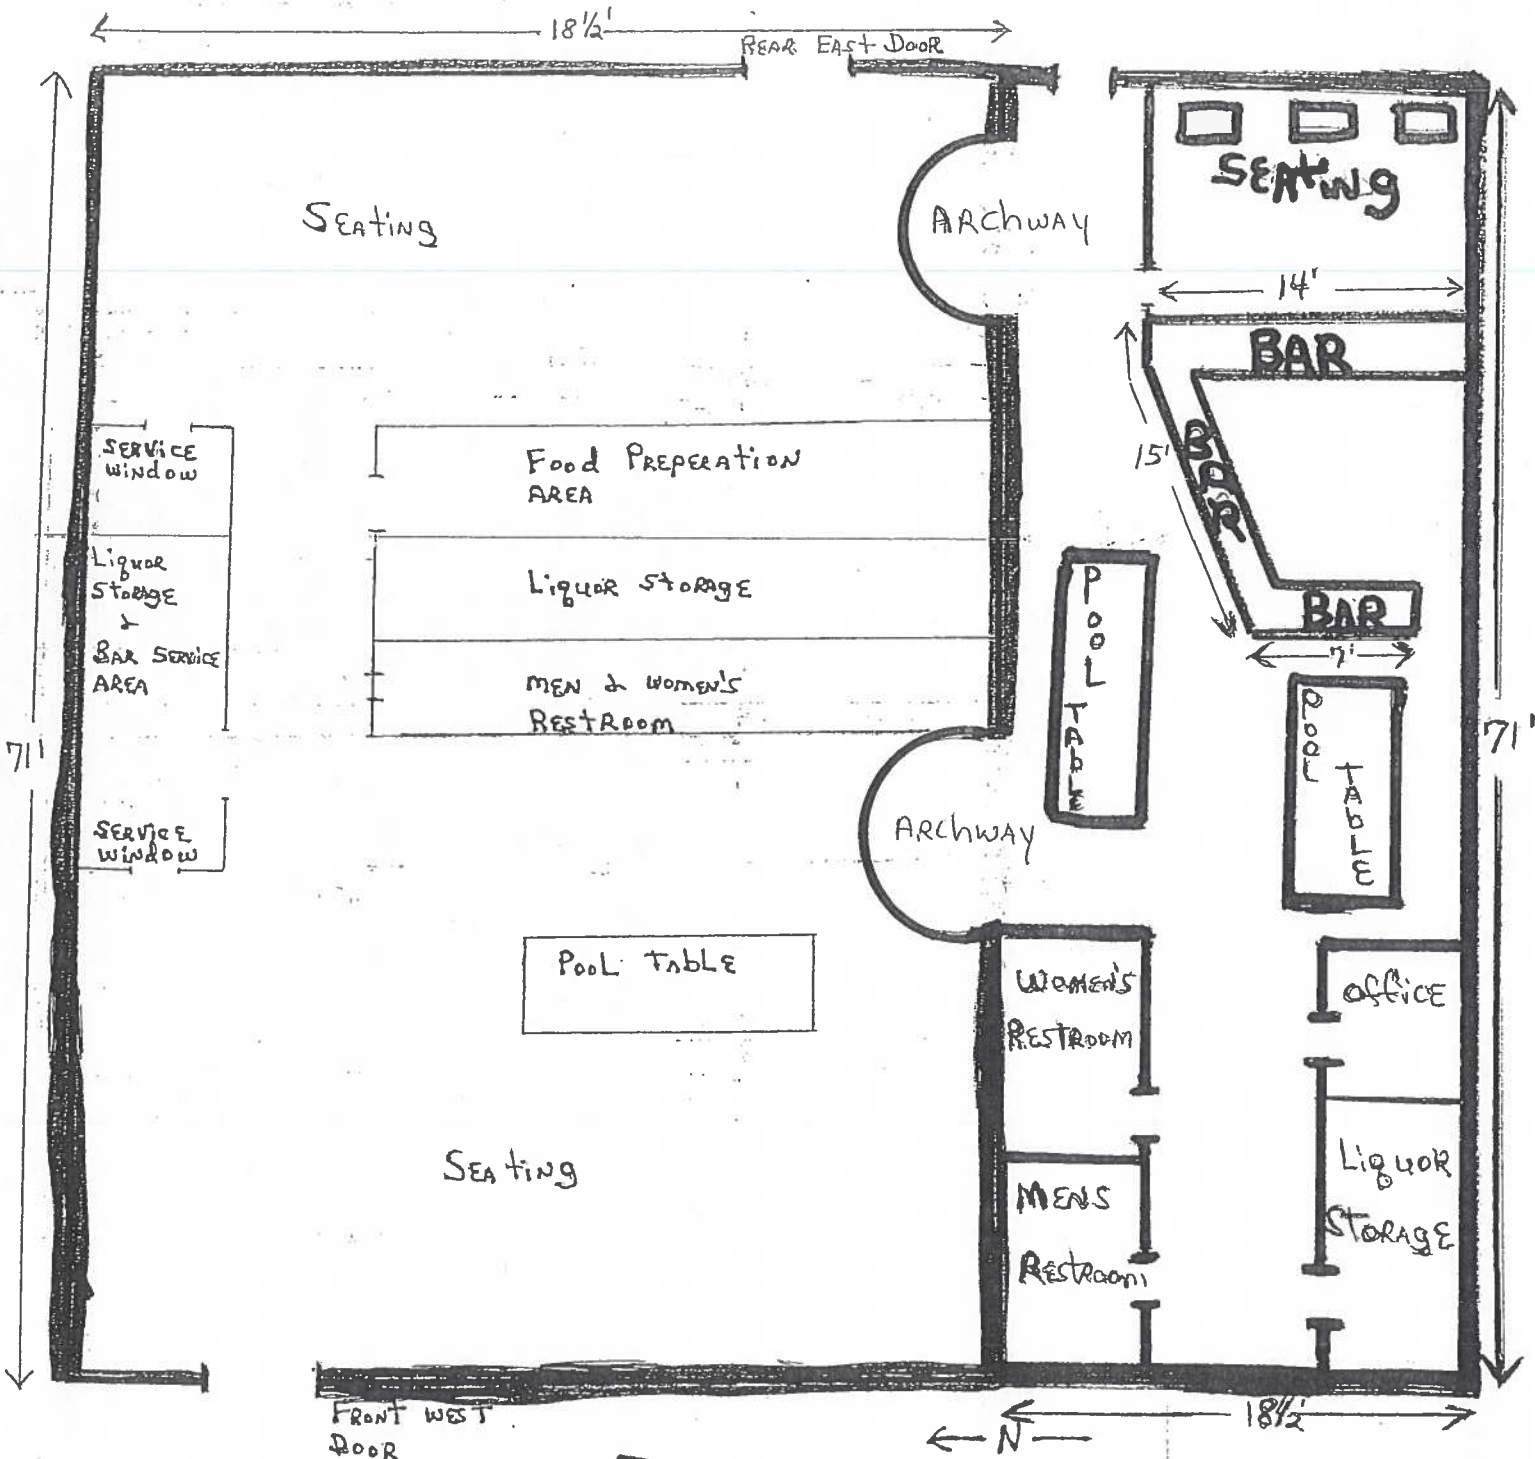 18½'
REAR EAST DOOR
SEATING
SEATING
ARCHWAY
14'
BAR
SERVICE
WINDOW
FOOD PREPERATION
AREA
BAR
15'
LIQUOR
STORAGE
&
BAR SERVICE
AREA
LIQUOR STORAGE
POOL TABLE
BAR
7'
MEN & WOMEN'S
RESTROOM
POOL TABLE
71'
71'
SERVICE
WINDOW
ARCHWAY
POOL TABLE
WOMEN'S
RESTROOM
OFFICE
SEATING
MENS
RESTROOM
LIQUOR
STORAGE
FRONT WEST
DOOR
18½'
N